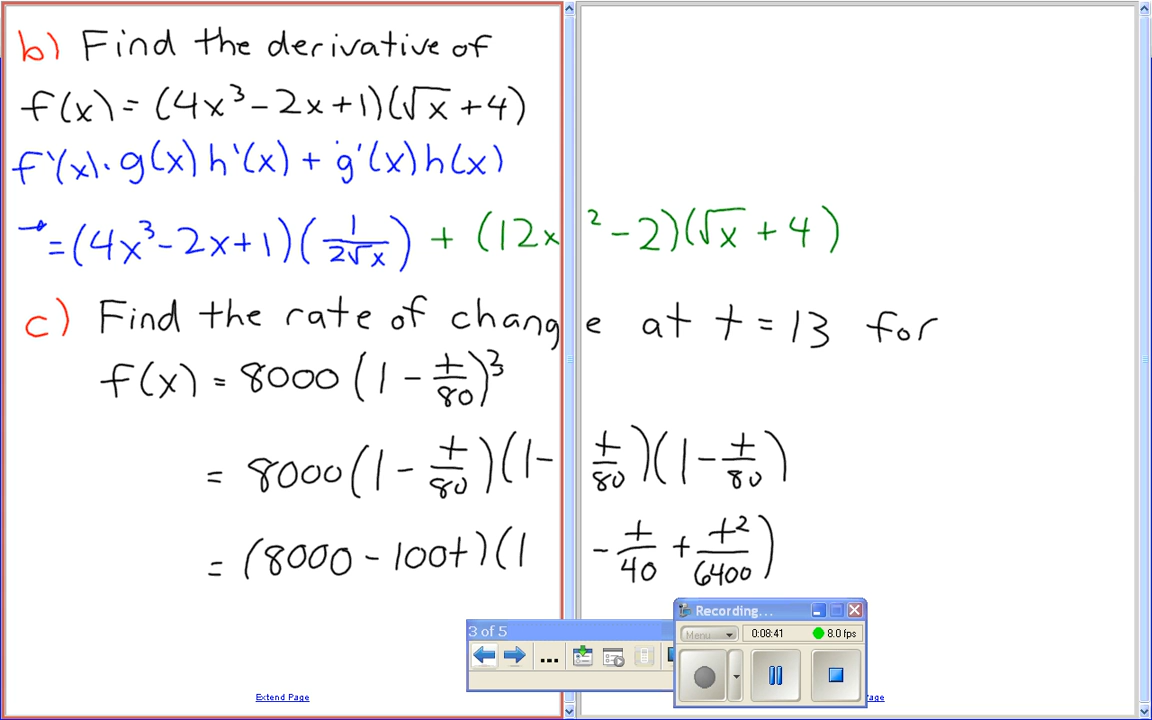 b) Find the derivative of
f(x) = (4x³ - 2x + 1)(√x + 4)
f'(x) · g(x) h'(x) + g'(x) h(x)
→ = (4x³ - 2x + 1)(1/(2√x)) + (12x² - 2)(√x + 4)
c) Find the rate of change at t = 13 for
f(x) = 8000 (1 - t/80)³
= 8000 (1 - t/80)(1 - t/80)(1 - t/80)
= (8000 - 100t)(1 - t/40 + t²/6400)
Recording...
3 of 5
Menu 0:08:41 8.0 fps
...
Extend Page
age